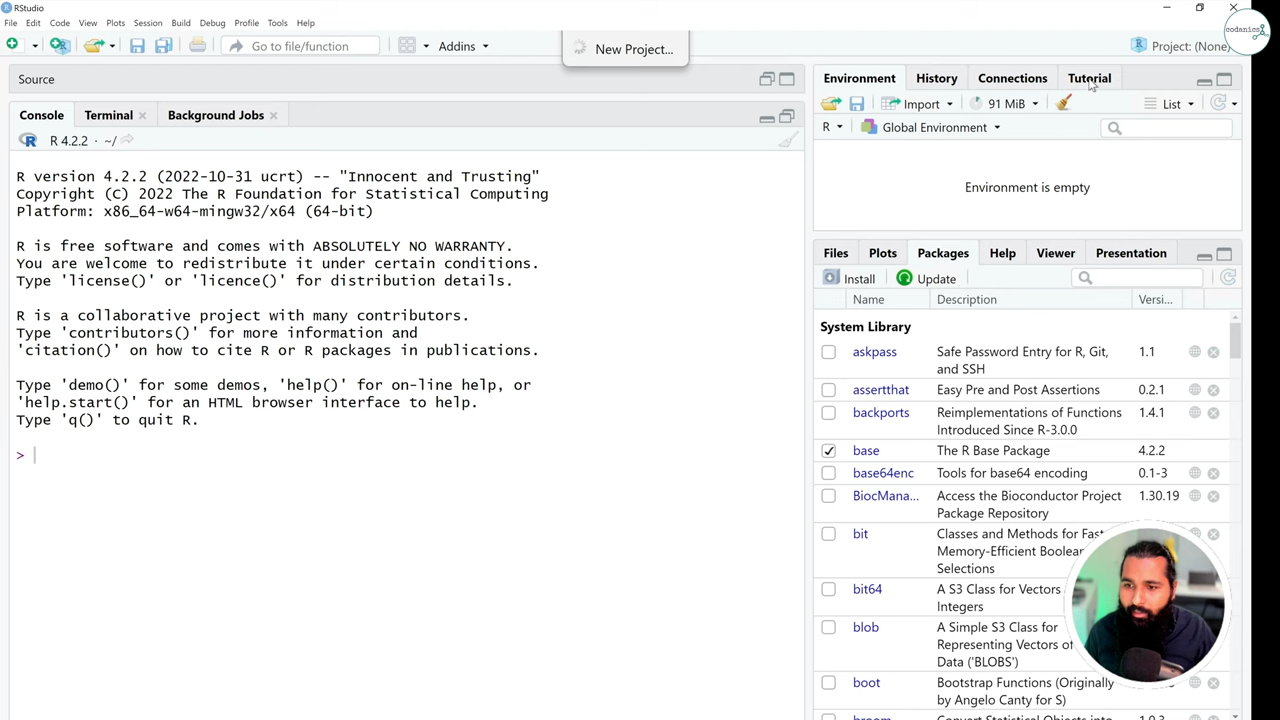 RStudio
File Edit Code View Plots Session Build Debug Profile Tools Help
Go to file/function
Addins
New Project...
Project: (None)
codanics
Source
Console Terminal Background Jobs
R 4.2.2 · ~/
R version 4.2.2 (2022-10-31 ucrt) -- "Innocent and Trusting"
Copyright (C) 2022 The R Foundation for Statistical Computing
Platform: x86_64-w64-mingw32/x64 (64-bit)
R is free software and comes with ABSOLUTELY NO WARRANTY.
You are welcome to redistribute it under certain conditions.
Type 'license()' or 'licence()' for distribution details.
R is a collaborative project with many contributors.
Type 'contributors()' for more information and
'citation()' on how to cite R or R packages in publications.
Type 'demo()' for some demos, 'help()' for on-line help, or
'help.start()' for an HTML browser interface to help.
Type 'q()' to quit R.
>
Environment History Connections Tutorial
Import 91 MiB List
R Global Environment
Environment is empty
Files Plots Packages Help Viewer Presentation
Install Update
Name Description Versi...
System Library
askpass Safe Password Entry for R, Git, 1.1
and SSH
assertthat Easy Pre and Post Assertions 0.2.1
backports Reimplementations of Functions 1.4.1
Introduced Since R-3.0.0
base The R Base Package 4.2.2
base64enc Tools for base64 encoding 0.1-3
BiocMana... Access the Bioconductor Project 1.30.19
Package Repository
bit Classes and Methods for Fast
Memory-Efficient Boolean
Selections
bit64 A S3 Class for Vectors
Integers
blob A Simple S3 Class for
Representing Vectors of
Data ('BLOBS')
boot Bootstrap Functions (Originally
by Angelo Canty for S)